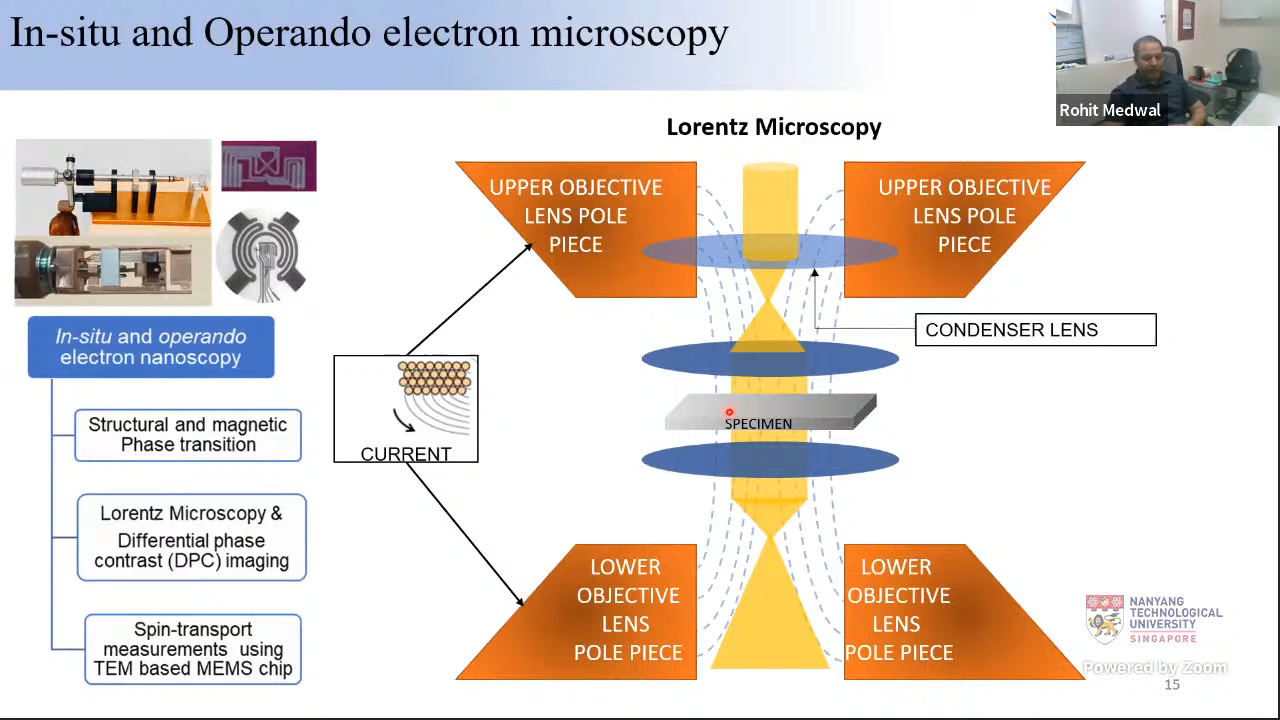 In-situ and Operando electron microscopy
Rohit Medwal
Lorentz Microscopy
UPPER OBJECTIVE
LENS POLE
PIECE
UPPER OBJECTIVE
LENS POLE
PIECE
CONDENSER LENS
In-situ and operando
electron nanoscopy
Structural and magnetic
Phase transition
Lorentz Microscopy &
Differential phase
contrast (DPC) imaging
Spin-transport
measurements using
TEM based MEMS chip
CURRENT
SPECIMEN
LOWER
OBJECTIVE
LENS
POLE PIECE
LOWER
OBJECTIVE
LENS
POLE PIECE
NANYANG
TECHNOLOGICAL
UNIVERSITY
SINGAPORE
Powered by Zoom
15